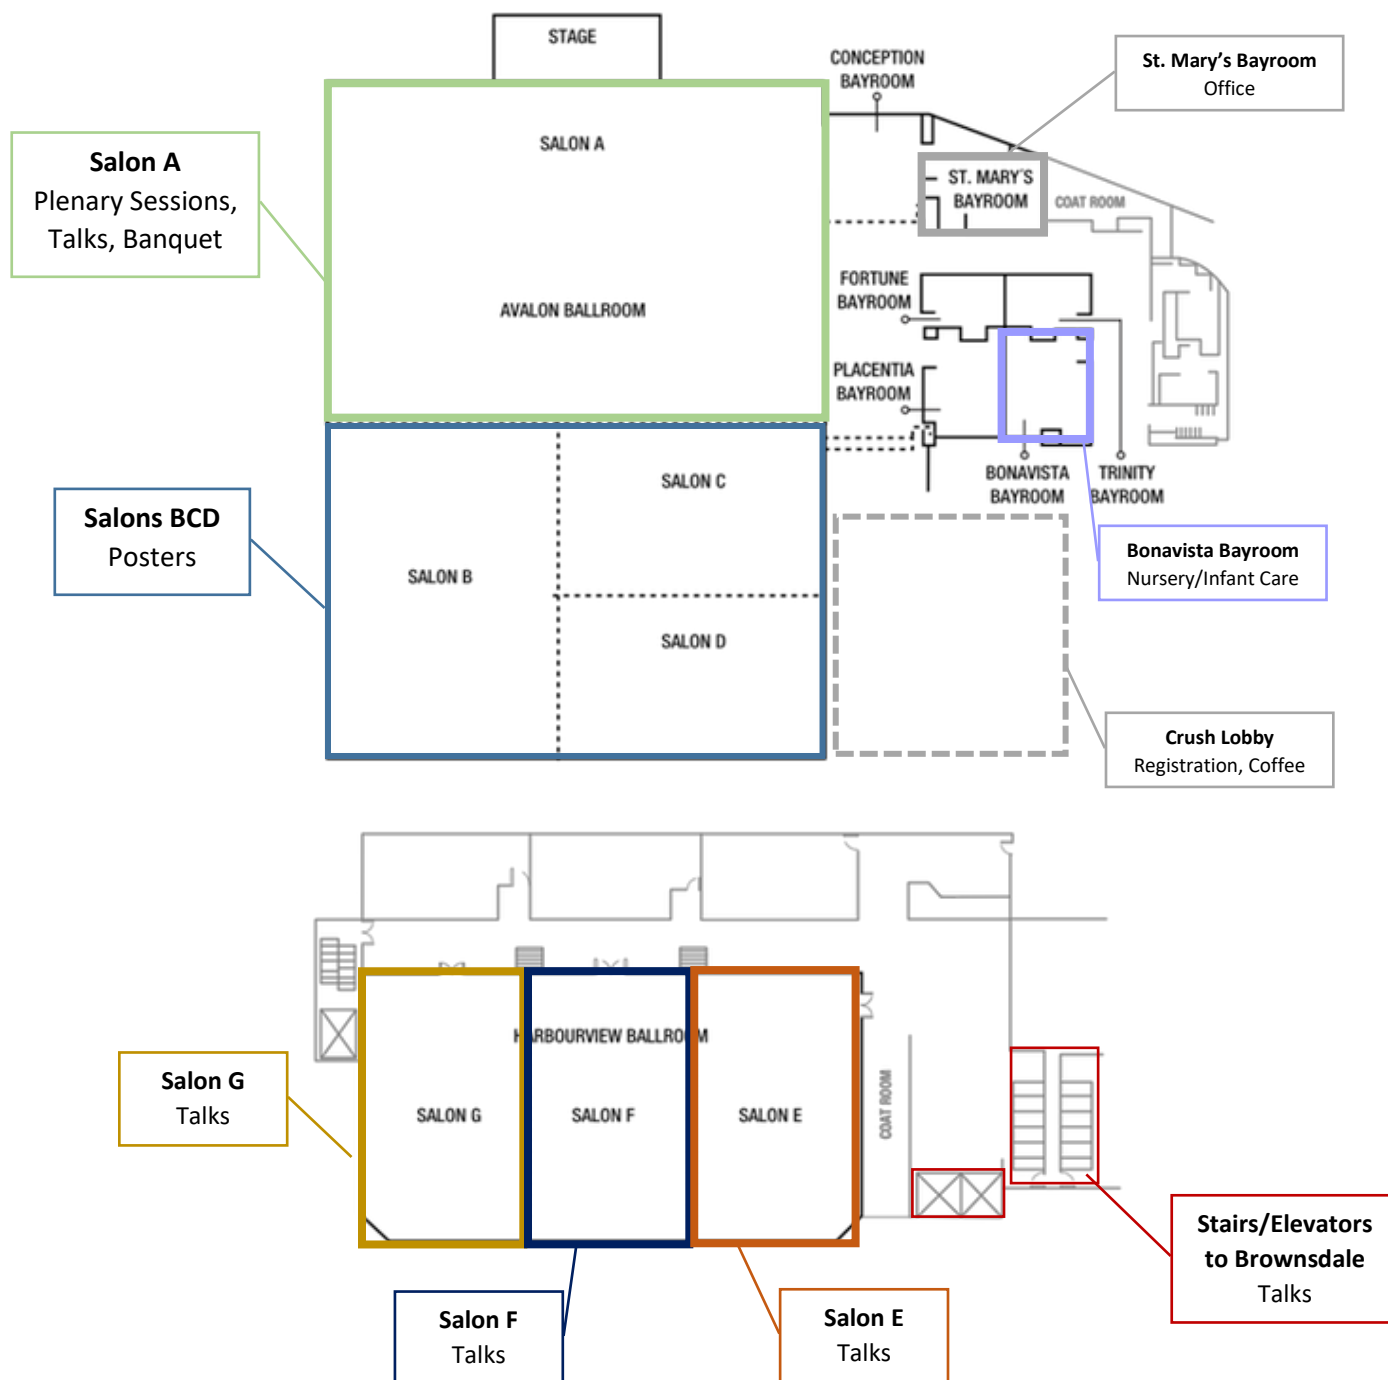 STAGE
CONCEPTION
BAYROOM
St. Mary’s Bayroom
Office
Salon A
Plenary Sessions,
Talks, Banquet
SALON A
ST. MARY'S
BAYROOM
COAT ROOM
AVALON BALLROOM
FORTUNE
BAYROOM
PLACENTIA
BAYROOM
BONAVISTA
BAYROOM
TRINITY
BAYROOM
Salons BCD
Posters
SALON B
SALON C
SALON D
Bonavista Bayroom
Nursery/Infant Care
Crush Lobby
Registration, Coffee
HARBOURVIEW BALLROOM
SALON G
SALON F
SALON E
COAT ROOM
Salon G
Talks
Salon F
Talks
Salon E
Talks
Stairs/Elevators
to Brownsdale
Talks